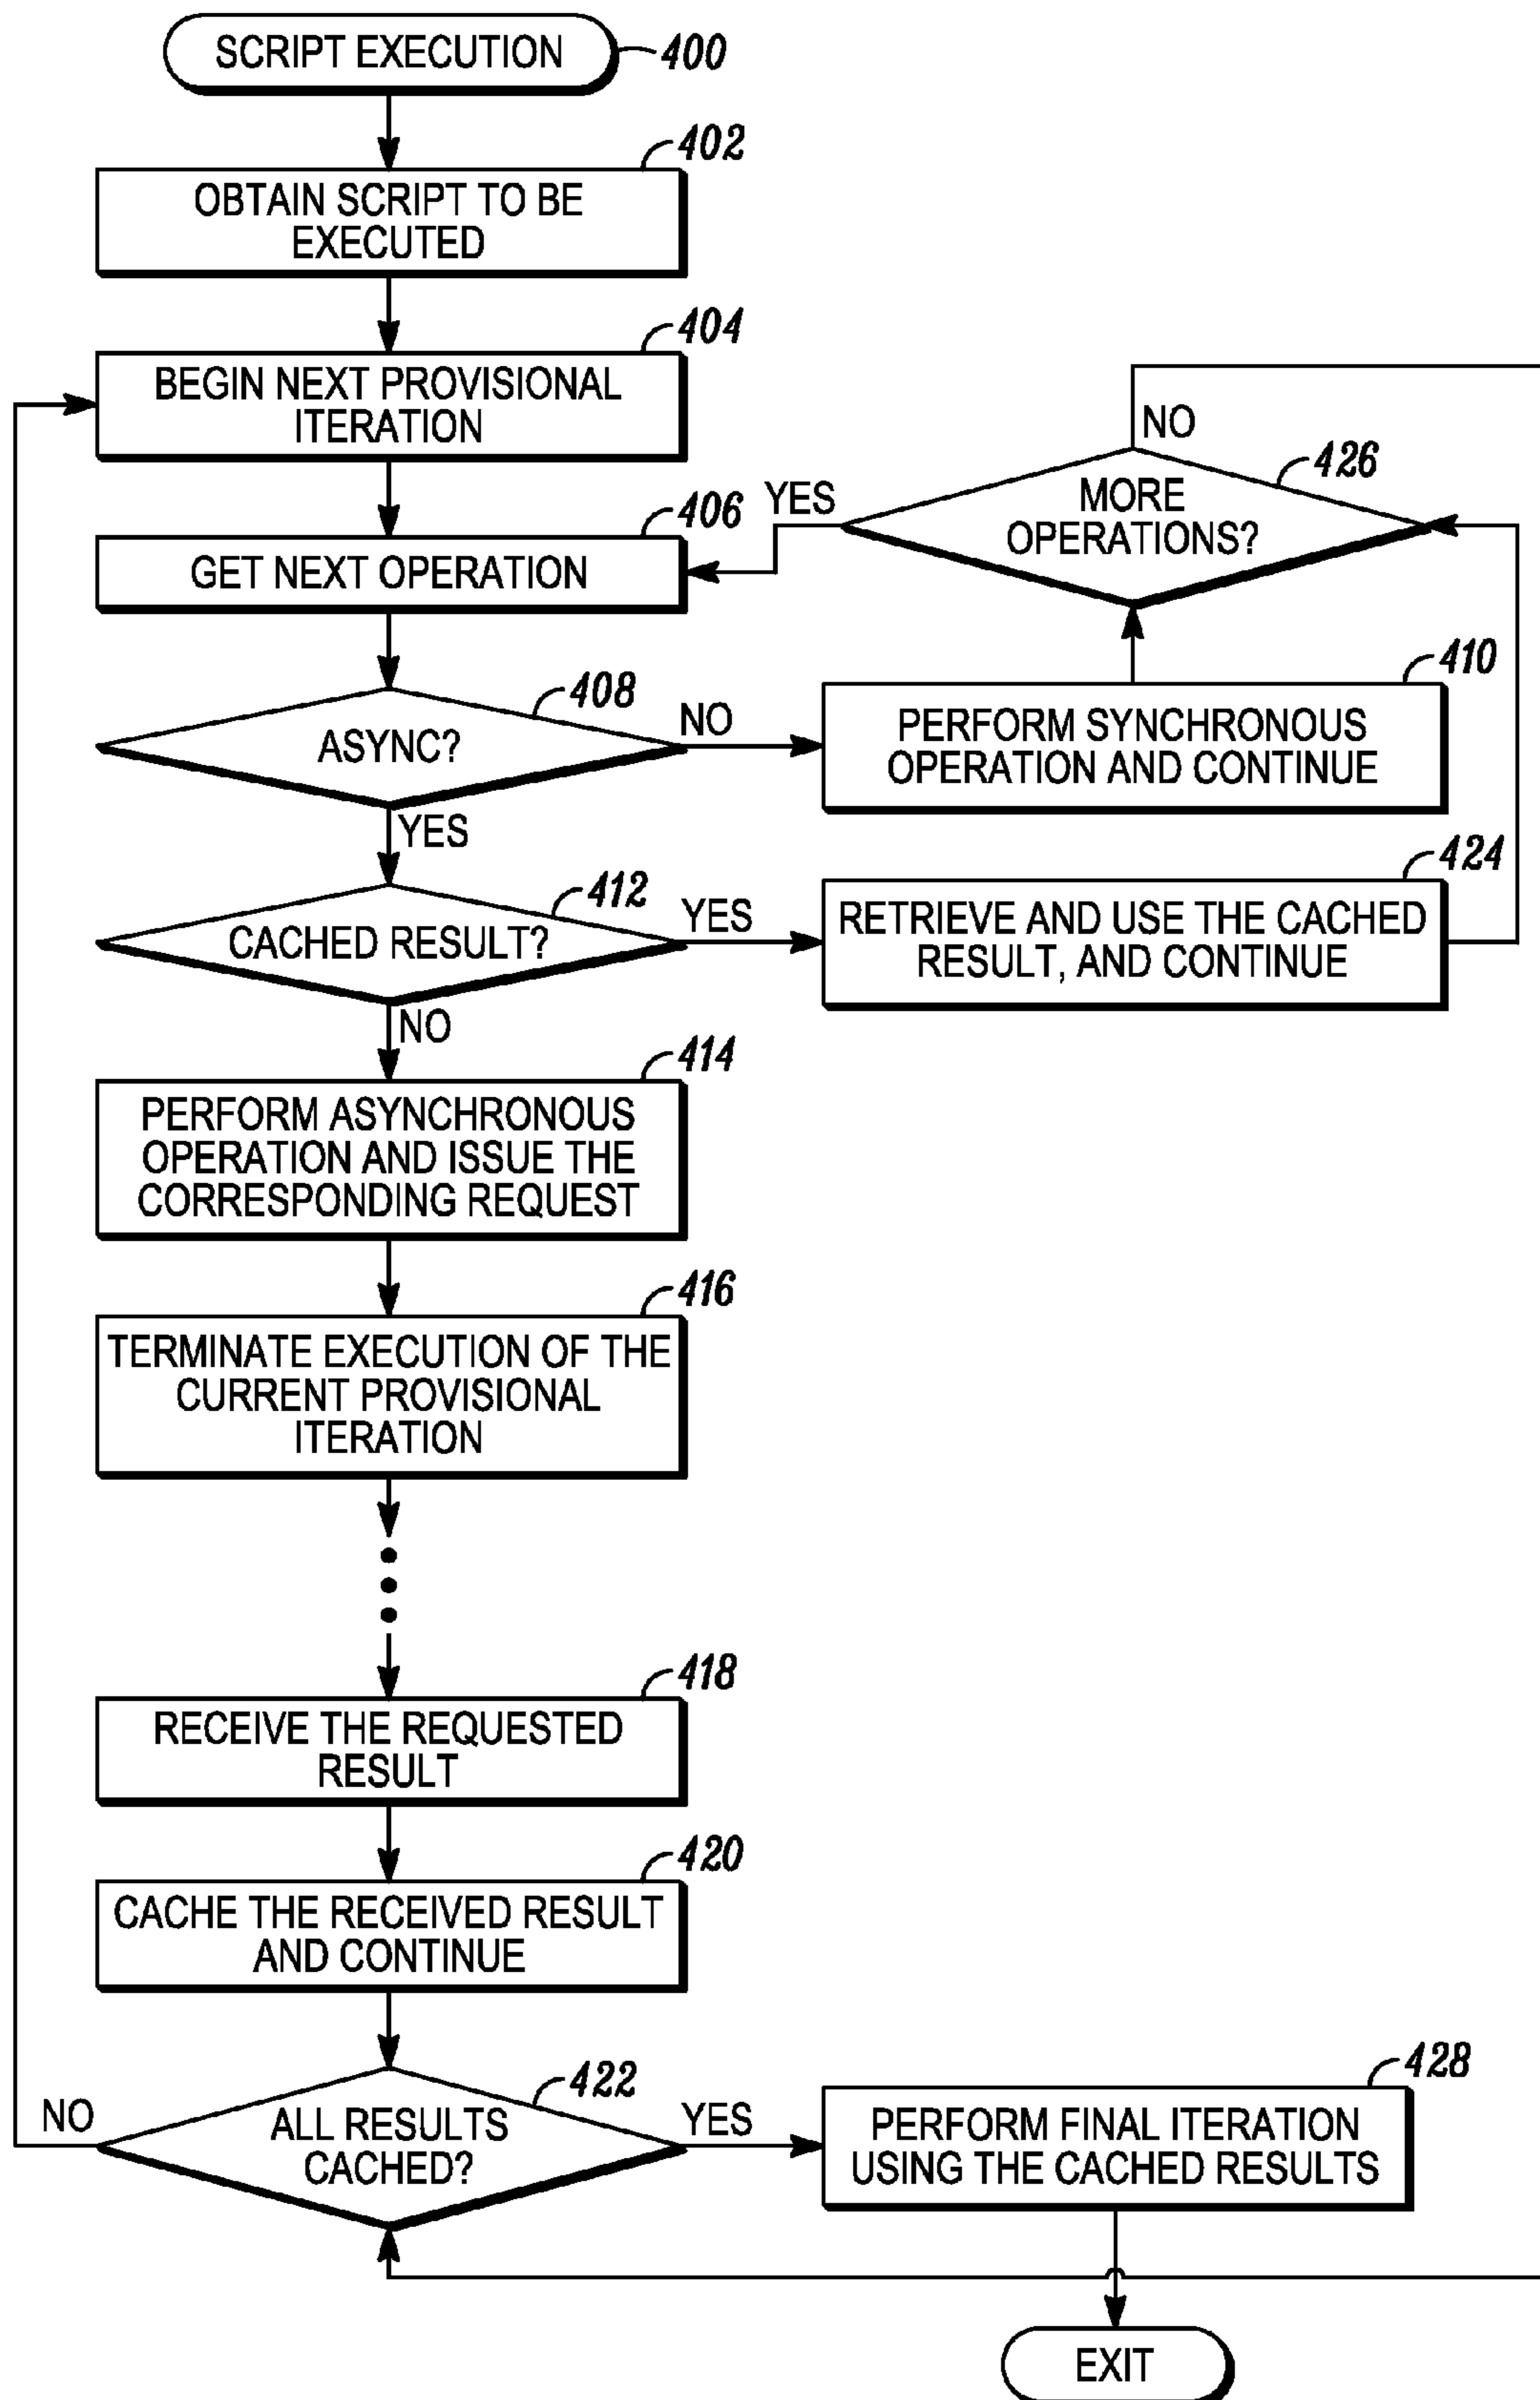 SCRIPT EXECUTION
400
402
OBTAIN SCRIPT TO BE
EXECUTED
404
BEGIN NEXT PROVISIONAL
ITERATION
NO
426
MORE
OPERATIONS?
YES
406
GET NEXT OPERATION
408
ASYNC?
NO
410
PERFORM SYNCHRONOUS
OPERATION AND CONTINUE
YES
412
CACHED RESULT?
YES
424
RETRIEVE AND USE THE CACHED
RESULT, AND CONTINUE
NO
414
PERFORM ASYNCHRONOUS
OPERATION AND ISSUE THE
CORRESPONDING REQUEST
416
TERMINATE EXECUTION OF THE
CURRENT PROVISIONAL
ITERATION
418
RECEIVE THE REQUESTED
RESULT
420
CACHE THE RECEIVED RESULT
AND CONTINUE
422
NO
ALL RESULTS
CACHED?
YES
428
PERFORM FINAL ITERATION
USING THE CACHED RESULTS
EXIT